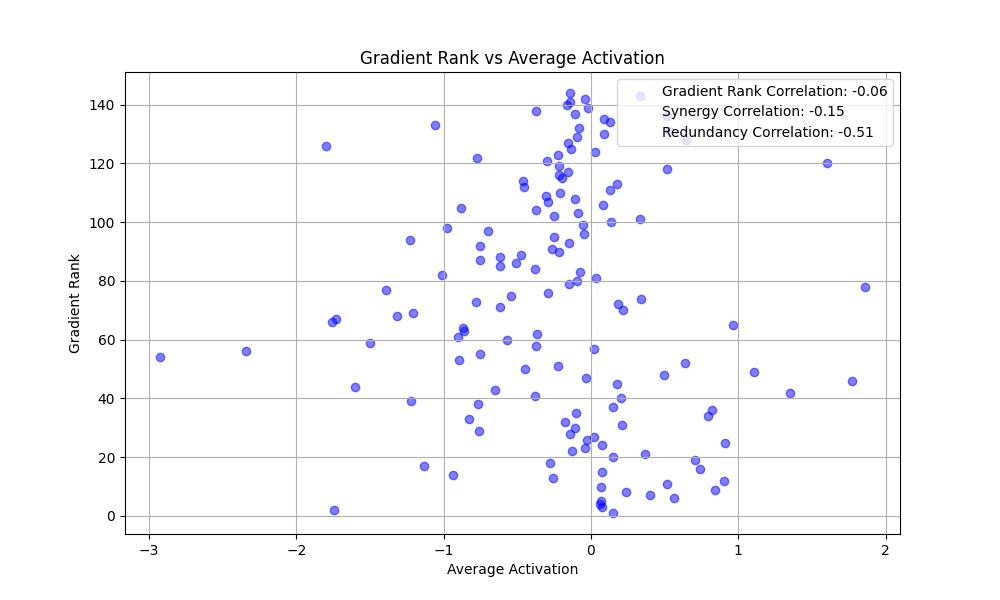 Gradient Rank vs Average Activation
Gradient Rank Correlation: -0.06
Synergy Correlation: -0.15
Redundancy Correlation: -0.51
140
120
100
80
60
40
20
0
Gradient Rank
−3 −2 −1 0 1 2
Average Activation